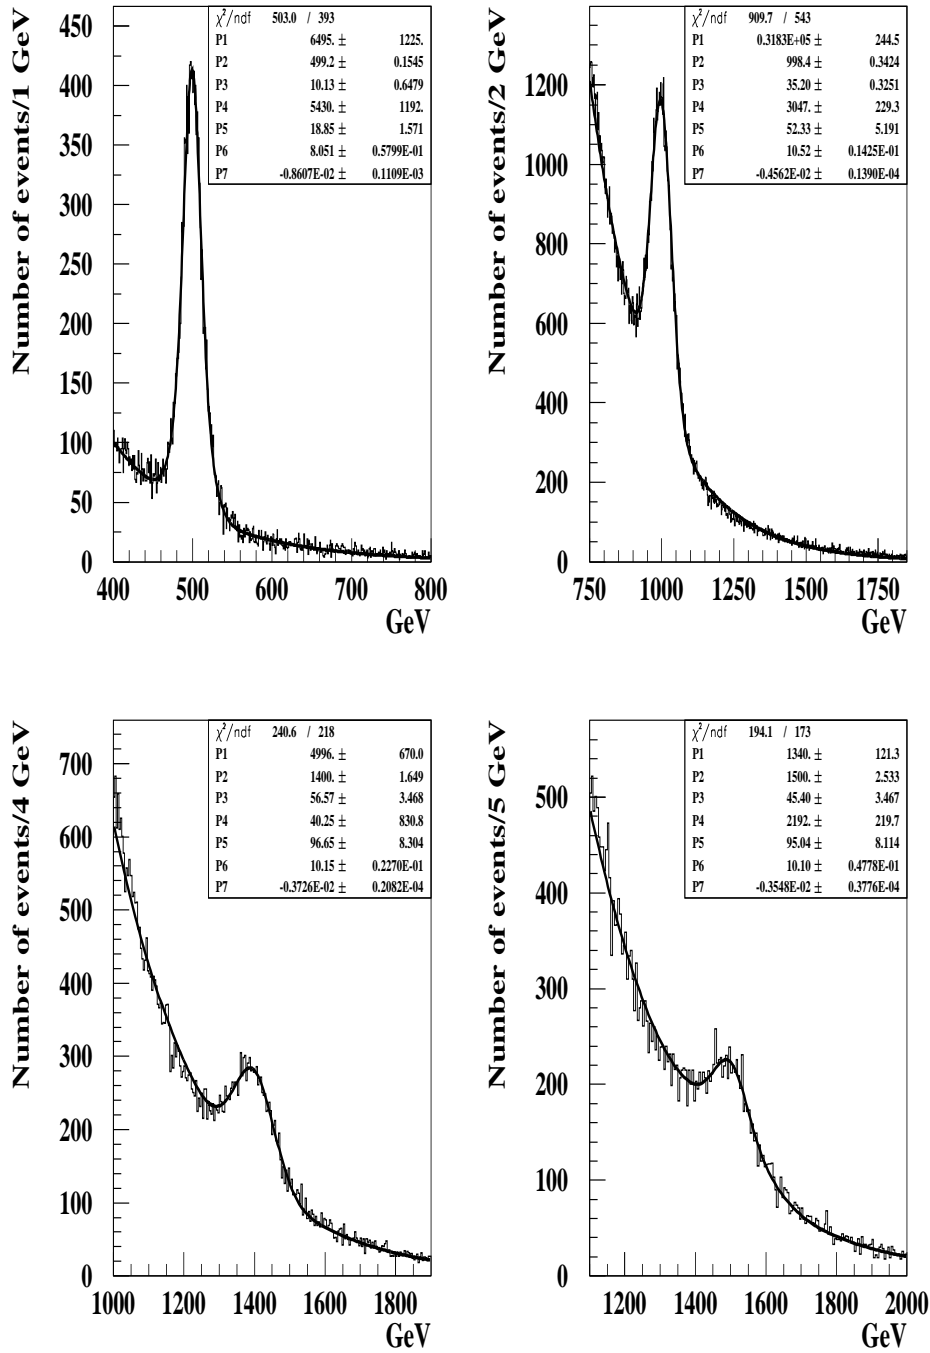 Number of events/1 GeV
χ²/ndf 503.0 / 393
P1 6495. ± 1225.
P2 499.2 ± 0.1545
P3 10.13 ± 0.6479
P4 5430. ± 1192.
P5 18.85 ± 1.571
P6 8.051 ± 0.5799E-01
P7 -0.8607E-02 ± 0.1109E-03
450
400
350
300
250
200
150
100
50
0
400 500 600 700 800
GeV
Number of events/2 GeV
χ²/ndf 909.7 / 543
P1 0.3183E+05 ± 244.5
P2 998.4 ± 0.3424
P3 35.20 ± 0.3251
P4 3047. ± 229.3
P5 52.33 ± 5.191
P6 10.52 ± 0.1425E-01
P7 -0.4562E-02 ± 0.1390E-04
1200
1000
800
600
400
200
0
750 1000 1250 1500 1750
GeV
Number of events/4 GeV
χ²/ndf 240.6 / 218
P1 4996. ± 670.0
P2 1400. ± 1.649
P3 56.57 ± 3.468
P4 40.25 ± 830.8
P5 96.65 ± 8.304
P6 10.15 ± 0.2270E-01
P7 -0.3726E-02 ± 0.2082E-04
700
600
500
400
300
200
100
0
1000 1200 1400 1600 1800
GeV
Number of events/5 GeV
χ²/ndf 194.1 / 173
P1 1340. ± 121.3
P2 1500. ± 2.533
P3 45.40 ± 3.467
P4 2192. ± 219.7
P5 95.04 ± 8.114
P6 10.10 ± 0.4778E-01
P7 -0.3548E-02 ± 0.3776E-04
500
400
300
200
100
0
1200 1400 1600 1800 2000
GeV